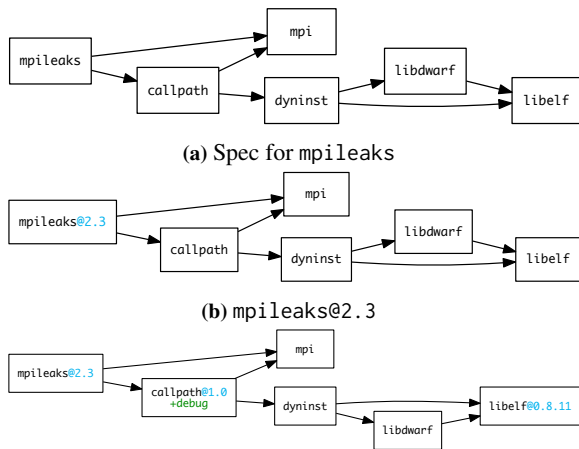 mpi
mpileaks
libdwarf
callpath
dyninst
libelf
(a) Spec for mpileaks
mpi
mpileaks@2.3
libdwarf
callpath
dyninst
libelf
(b) mpileaks@2.3
mpi
mpileaks@2.3
callpath@1.0
+debug
dyninst
libelf@0.8.11
libdwarf